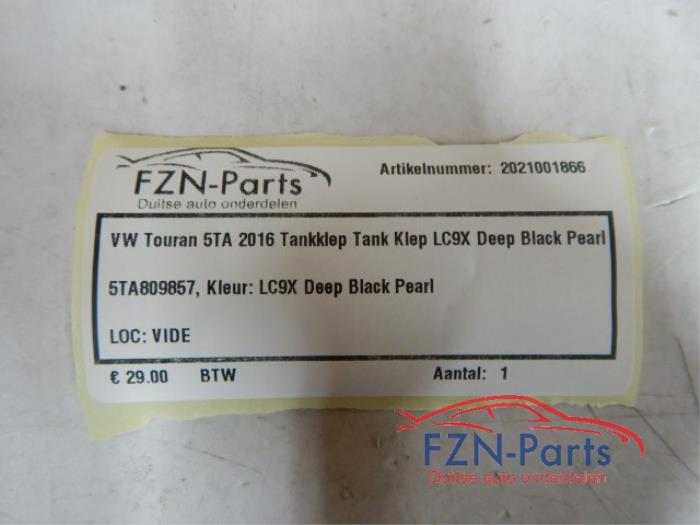 FZN-Parts
Duitse auto onderdelen
Artikelnummer: 2021001866
VW Touran 5TA 2016 Tankklep Tank Klep LC9X Deep Black Pearl
5TA809857, Kleur: LC9X Deep Black Pearl
LOC: VIDE
€ 29.00 BTW Aantal: 1
FZN-Parts
Duitse auto onderdelen